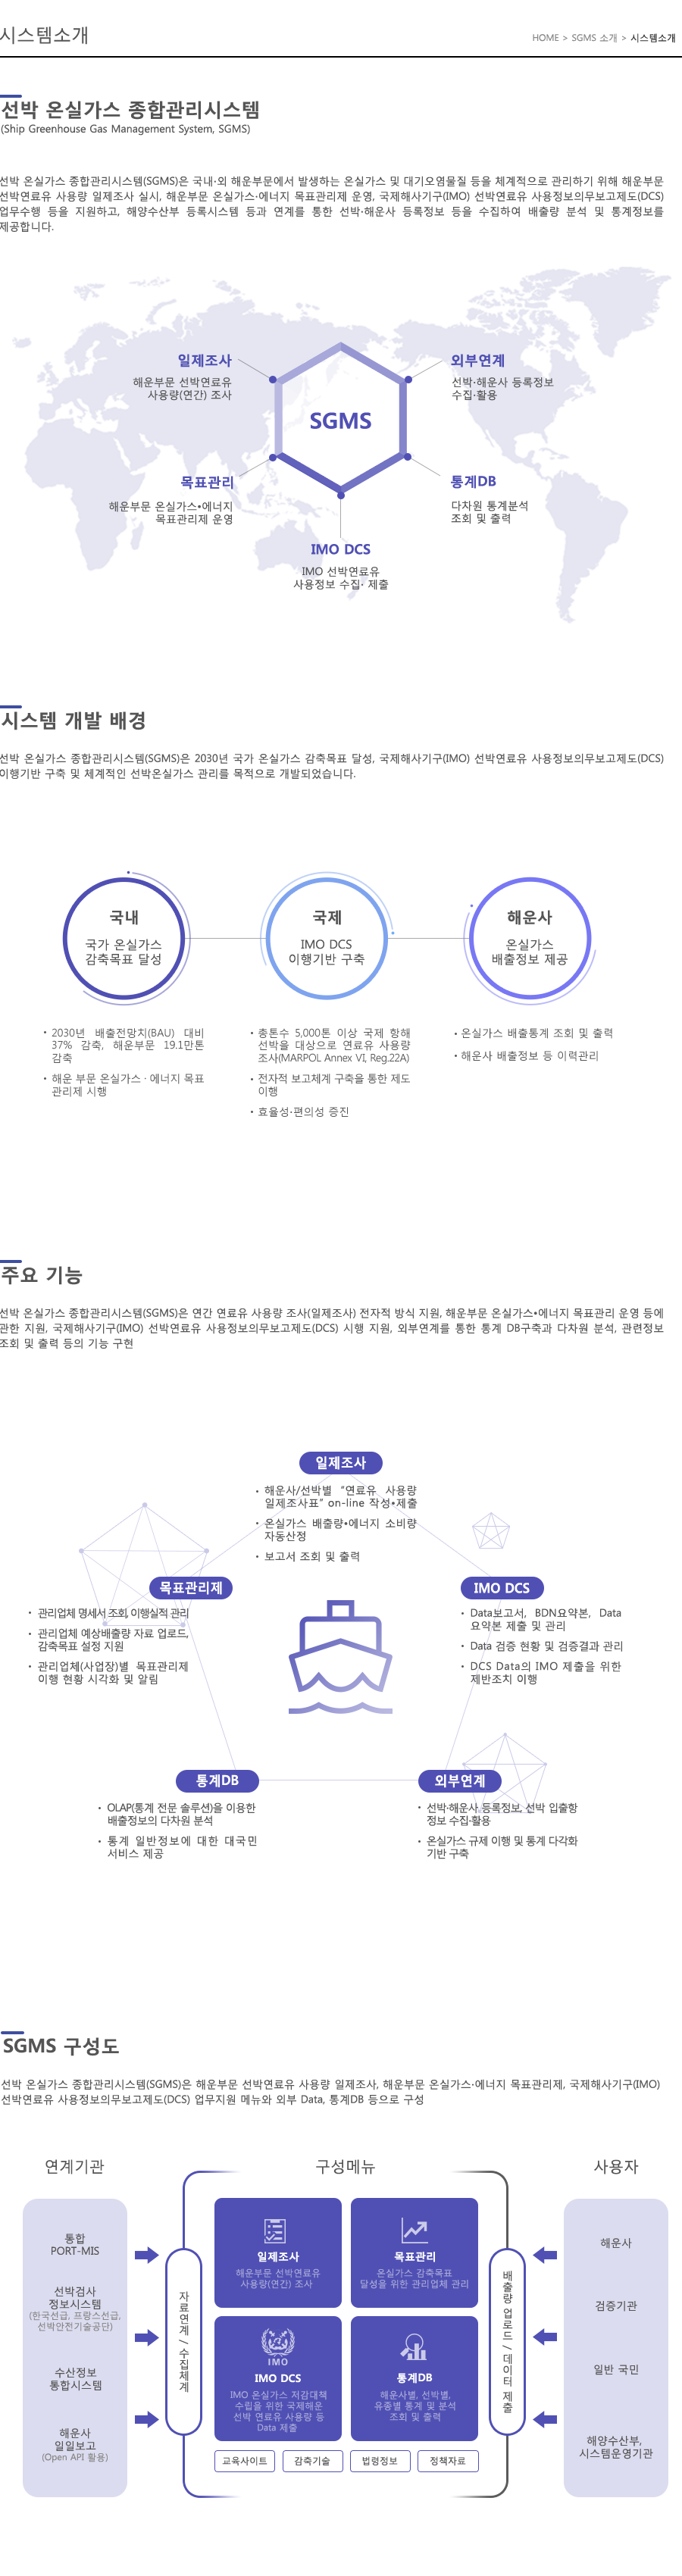 시스템소개
HOME > SGMS 소개 > 시스템소개
선박 온실가스 종합관리시스템
(Ship Greenhouse Gas Management System, SGMS)
선박 온실가스 종합관리시스템(SGMS)은 국내·외 해운부문에서 발생하는 온실가스 및 대기오염물질 등을 체계적으로 관리하기 위해 해운부문
선박연료유 사용량 일제조사 실시, 해운부문 온실가스·에너지 목표관리제 운영, 국제해사기구(IMO) 선박연료유 사용정보의무보고제도(DCS)
업무수행 등을 지원하고, 해양수산부 등록시스템 등과 연계를 통한 선박·해운사 등록정보 등을 수집하여 배출량 분석 및 통계정보를
제공합니다.
일제조사
해운부문 선박연료유
사용량(연간) 조사
외부연계
선박·해운사 등록정보
수집·활용
SGMS
목표관리
해운부문 온실가스•에너지
목표관리제 운영
통계DB
다차원 통계분석
조회 및 출력
IMO DCS
IMO 선박연료유
사용정보 수집· 제출
시스템 개발 배경
선박 온실가스 종합관리시스템(SGMS)은 2030년 국가 온실가스 감축목표 달성, 국제해사기구(IMO) 선박연료유 사용정보의무보고제도(DCS)
이행기반 구축 및 체계적인 선박온실가스 관리를 목적으로 개발되었습니다.
국내
국가 온실가스
감축목표 달성
국제
IMO DCS
이행기반 구축
해운사
온실가스
배출정보 제공
• 2030년 배출전망치(BAU) 대비
37% 감축, 해운부문 19.1만톤
감축
• 해운 부문 온실가스 · 에너지 목표
관리제 시행
• 총톤수 5,000톤 이상 국제 항해
선박을 대상으로 연료유 사용량
조사(MARPOL Annex VI, Reg.22A)
• 전자적 보고체계 구축을 통한 제도
이행
• 효율성·편의성 증진
• 온실가스 배출통계 조회 및 출력
• 해운사 배출정보 등 이력관리
주요 기능
선박 온실가스 종합관리시스템(SGMS)은 연간 연료유 사용량 조사(일제조사) 전자적 방식 지원, 해운부문 온실가스•에너지 목표관리 운영 등에
관한 지원, 국제해사기구(IMO) 선박연료유 사용정보의무보고제도(DCS) 시행 지원, 외부연계를 통한 통계 DB구축과 다차원 분석, 관련정보
조회 및 출력 등의 기능 구현
일제조사
• 해운사/선박별 "연료유 사용량
일제조사표" on-line 작성•제출
• 온실가스 배출량•에너지 소비량
자동산정
• 보고서 조회 및 출력
목표관리제
• 관리업체 명세서 조회, 이행실적 관리
• 관리업체 예상배출량 자료 업로드,
감축목표 설정 지원
• 관리업체(사업장)별 목표관리제
이행 현황 시각화 및 알림
IMO DCS
• Data보고서, BDN요약본, Data
요약본 제출 및 관리
• Data 검증 현황 및 검증결과 관리
• DCS Data의 IMO 제출을 위한
제반조치 이행
통계DB
• OLAP(통계 전문 솔루션)을 이용한
배출정보의 다차원 분석
• 통계 일반정보에 대한 대국민
서비스 제공
외부연계
• 선박·해운사 등록정보, 선박 입출항
정보 수집·활용
• 온실가스 규제 이행 및 통계 다각화
기반 구축
SGMS 구성도
선박 온실가스 종합관리시스템(SGMS)은 해운부문 선박연료유 사용량 일제조사, 해운부문 온실가스·에너지 목표관리제, 국제해사기구(IMO)
선박연료유 사용정보의무보고제도(DCS) 업무지원 메뉴와 외부 Data, 통계DB 등으로 구성
연계기관
구성메뉴
사용자
통합
PORT-MIS
선박검사
정보시스템
(한국선급, 프랑스선급,
선박안전기술공단)
수산정보
통합시스템
해운사
일일보고
(Open API 활용)
자료연계 / 수집체계
일제조사
해운부문 선박연료유
사용량(연간) 조사
목표관리
온실가스 감축목표
달성을 위한 관리업체 관리
IMO
IMO DCS
IMO 온실가스 저감대책
수립을 위한 국제해운
선박 연료유 사용량 등
Data 제출
통계DB
해운사별, 선박별,
유종별 통계 및 분석
조회 및 출력
교육사이트
감축기술
법령정보
정책자료
배출량 업로드 / 데이터 제출
해운사
검증기관
일반 국민
해양수산부,
시스템운영기관